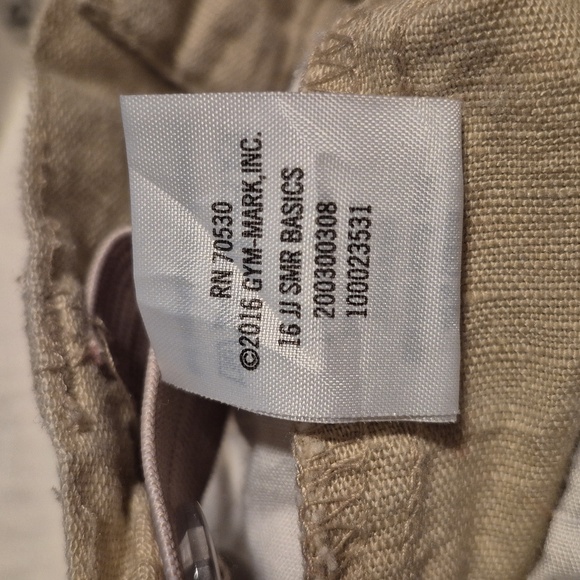 RN 70530
©2016 GYM-MARK,INC.
16 JJ SMR BASICS
200300308
100023531